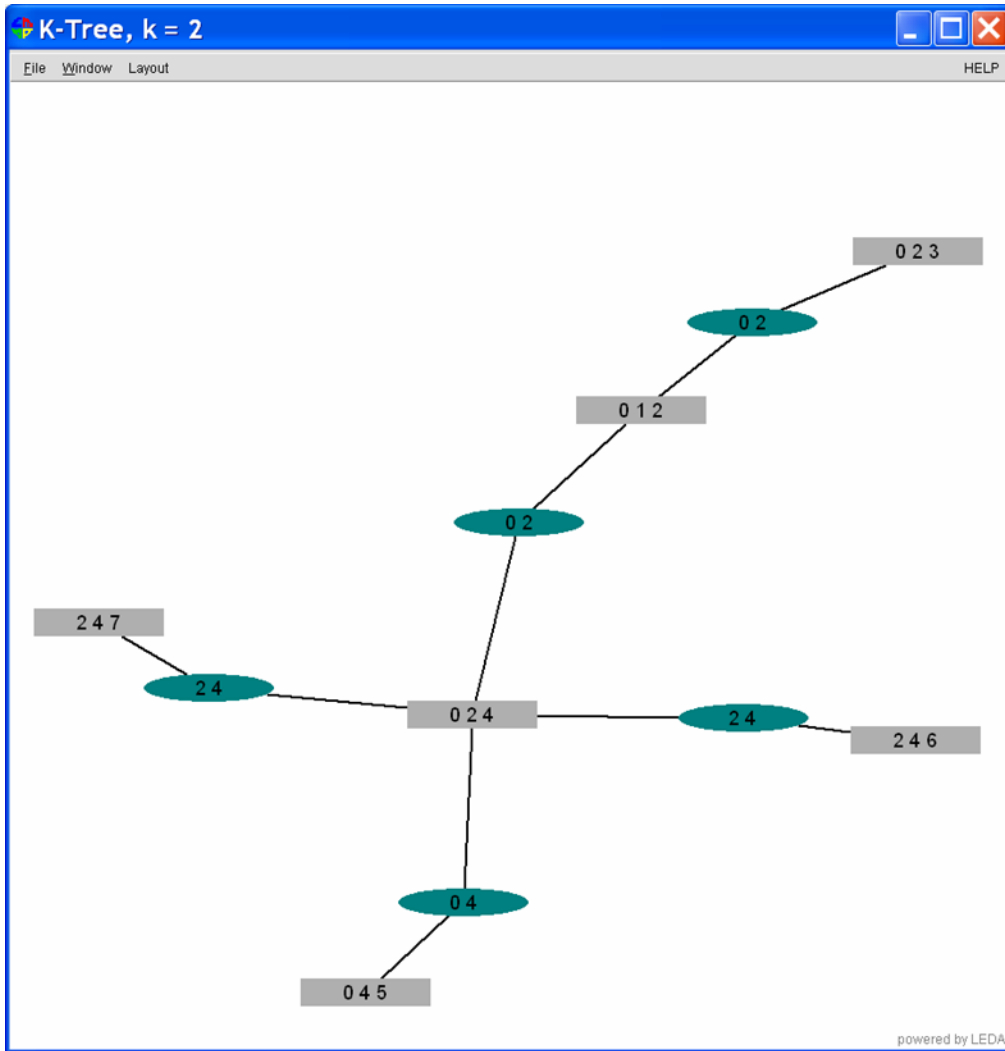 K-Tree, k = 2
File Window Layout HELP
0 2 3
0 2
0 1 2
0 2
2 4 7
2 4
0 2 4
2 4
2 4 6
0 4
0 4 5
powered by LEDA